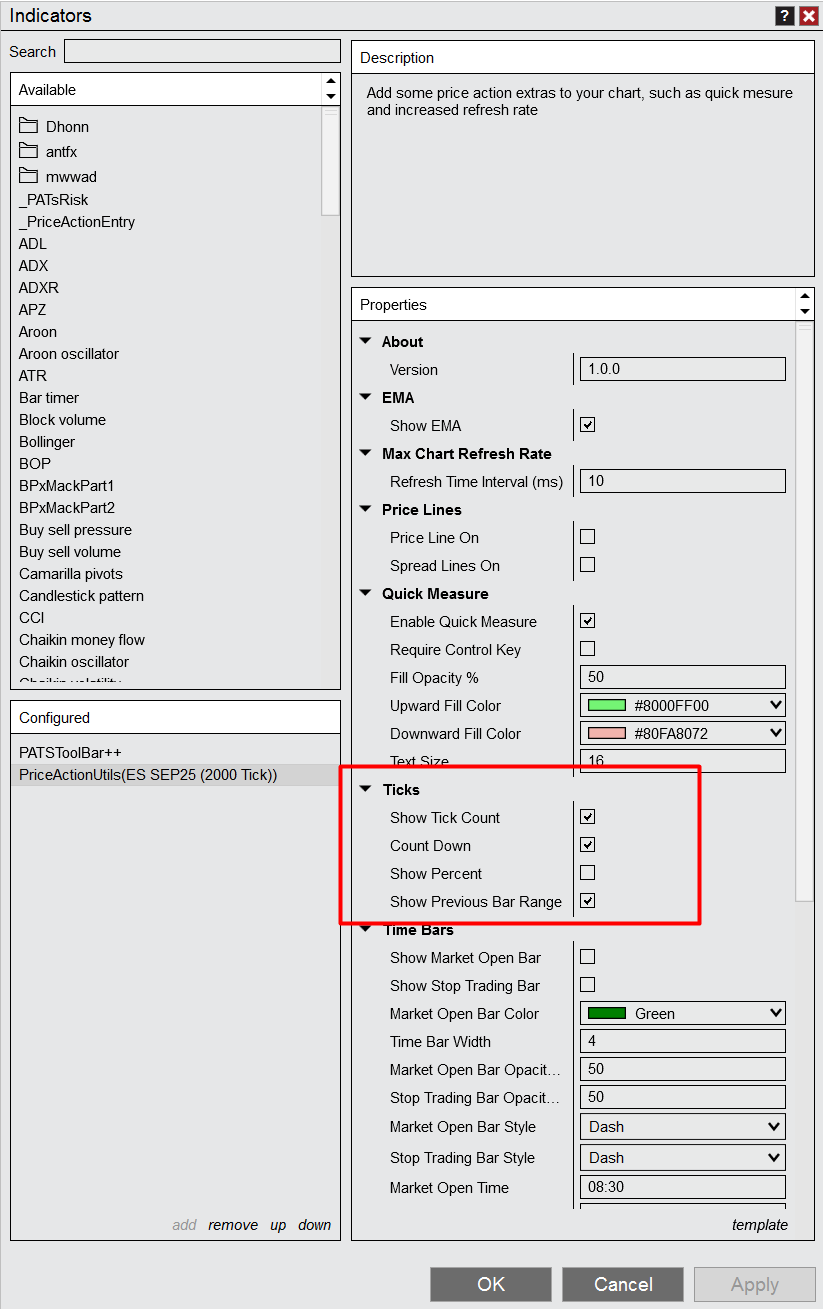 Indicators
?
Search
Available
Dhonn
antfx
mwwad
_PATsRisk
_PriceActionEntry
ADL
ADX
ADXR
APZ
Aroon
Aroon oscillator
ATR
Bar timer
Block volume
Bollinger
BOP
BPxMackPart1
BPxMackPart2
Buy sell pressure
Buy sell volume
Camarilla pivots
Candlestick pattern
CCI
Chaikin money flow
Chaikin oscillator
Chaikin volatility
Configured
PATSToolBar++
PriceActionUtils(ES SEP25 (2000 Tick))
add remove up down
Description
Add some price action extras to your chart, such as quick mesure
and increased refresh rate
Properties
About
Version 1.0.0
EMA
Show EMA
Max Chart Refresh Rate
Refresh Time Interval (ms) 10
Price Lines
Price Line On
Spread Lines On
Quick Measure
Enable Quick Measure
Require Control Key
Fill Opacity % 50
Upward Fill Color #8000FF00
Downward Fill Color #80FA8072
Text Size 16
Ticks
Show Tick Count
Count Down
Show Percent
Show Previous Bar Range
Time Bars
Show Market Open Bar
Show Stop Trading Bar
Market Open Bar Color Green
Time Bar Width 4
Market Open Bar Opacit... 50
Stop Trading Bar Opacit... 50
Market Open Bar Style Dash
Stop Trading Bar Style Dash
Market Open Time 08:30
template
OK Cancel Apply